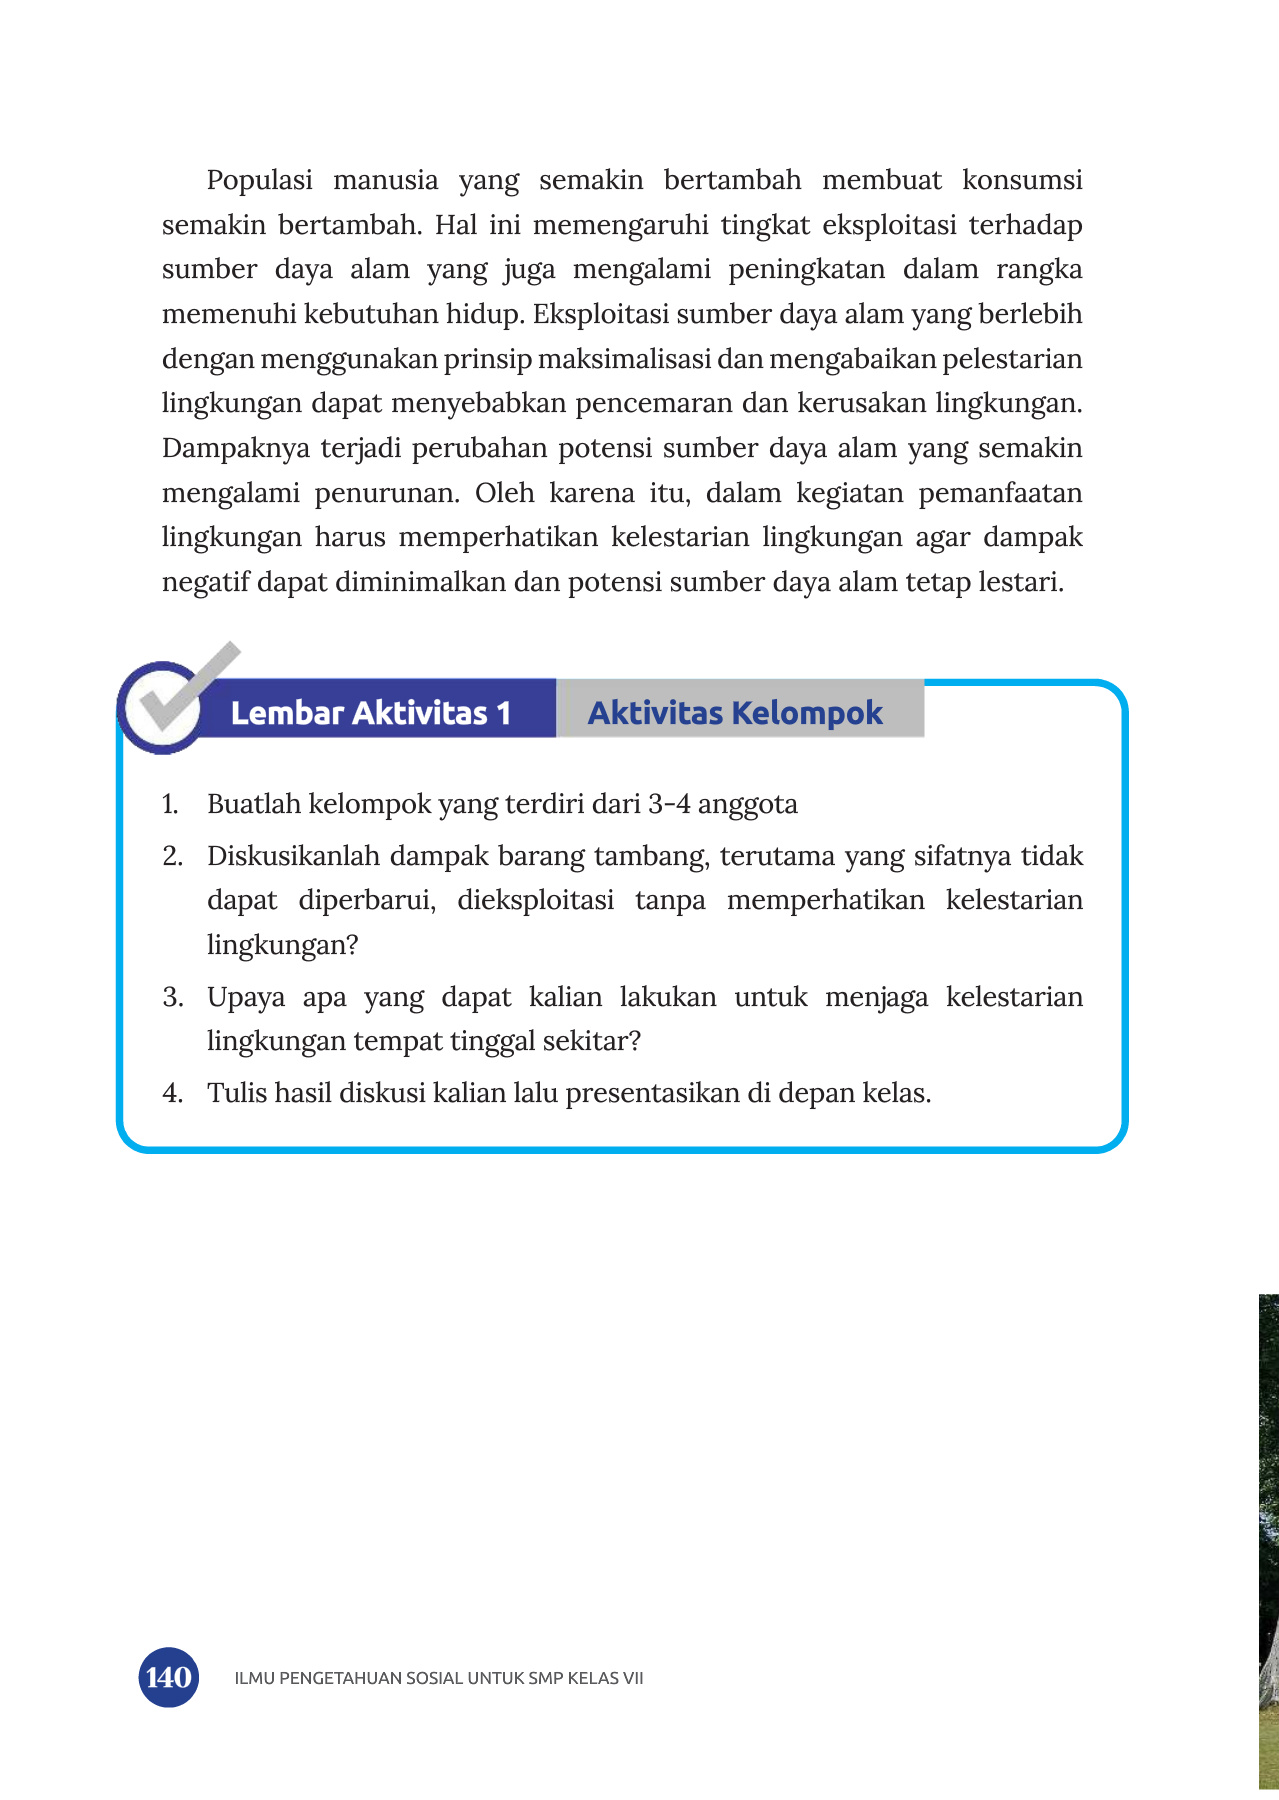 Populasi manusia yang semakin bertambah membuat konsumsi
semakin bertambah. Hal ini memengaruhi tingkat eksploitasi terhadap
sumber daya alam yang juga mengalami peningkatan dalam rangka
memenuhi kebutuhan hidup. Eksploitasi sumber daya alam yang berlebih
dengan menggunakan prinsip maksimalisasi dan mengabaikan pelestarian
lingkungan dapat menyebabkan pencemaran dan kerusakan lingkungan.
Dampaknya terjadi perubahan potensi sumber daya alam yang semakin
mengalami penurunan. Oleh karena itu, dalam kegiatan pemanfaatan
lingkungan harus memperhatikan kelestarian lingkungan agar dampak
negatif dapat diminimalkan dan potensi sumber daya alam tetap lestari.
Lembar Aktivitas 1 Aktivitas Kelompok
1. Buatlah kelompok yang terdiri dari 3-4 anggota
2. Diskusikanlah dampak barang tambang, terutama yang sifatnya tidak
dapat diperbarui, dieksploitasi tanpa memperhatikan kelestarian
lingkungan?
3. Upaya apa yang dapat kalian lakukan untuk menjaga kelestarian
lingkungan tempat tinggal sekitar?
4. Tulis hasil diskusi kalian lalu presentasikan di depan kelas.
140 ILMU PENGETAHUAN SOSIAL UNTUK SMP KELAS VII